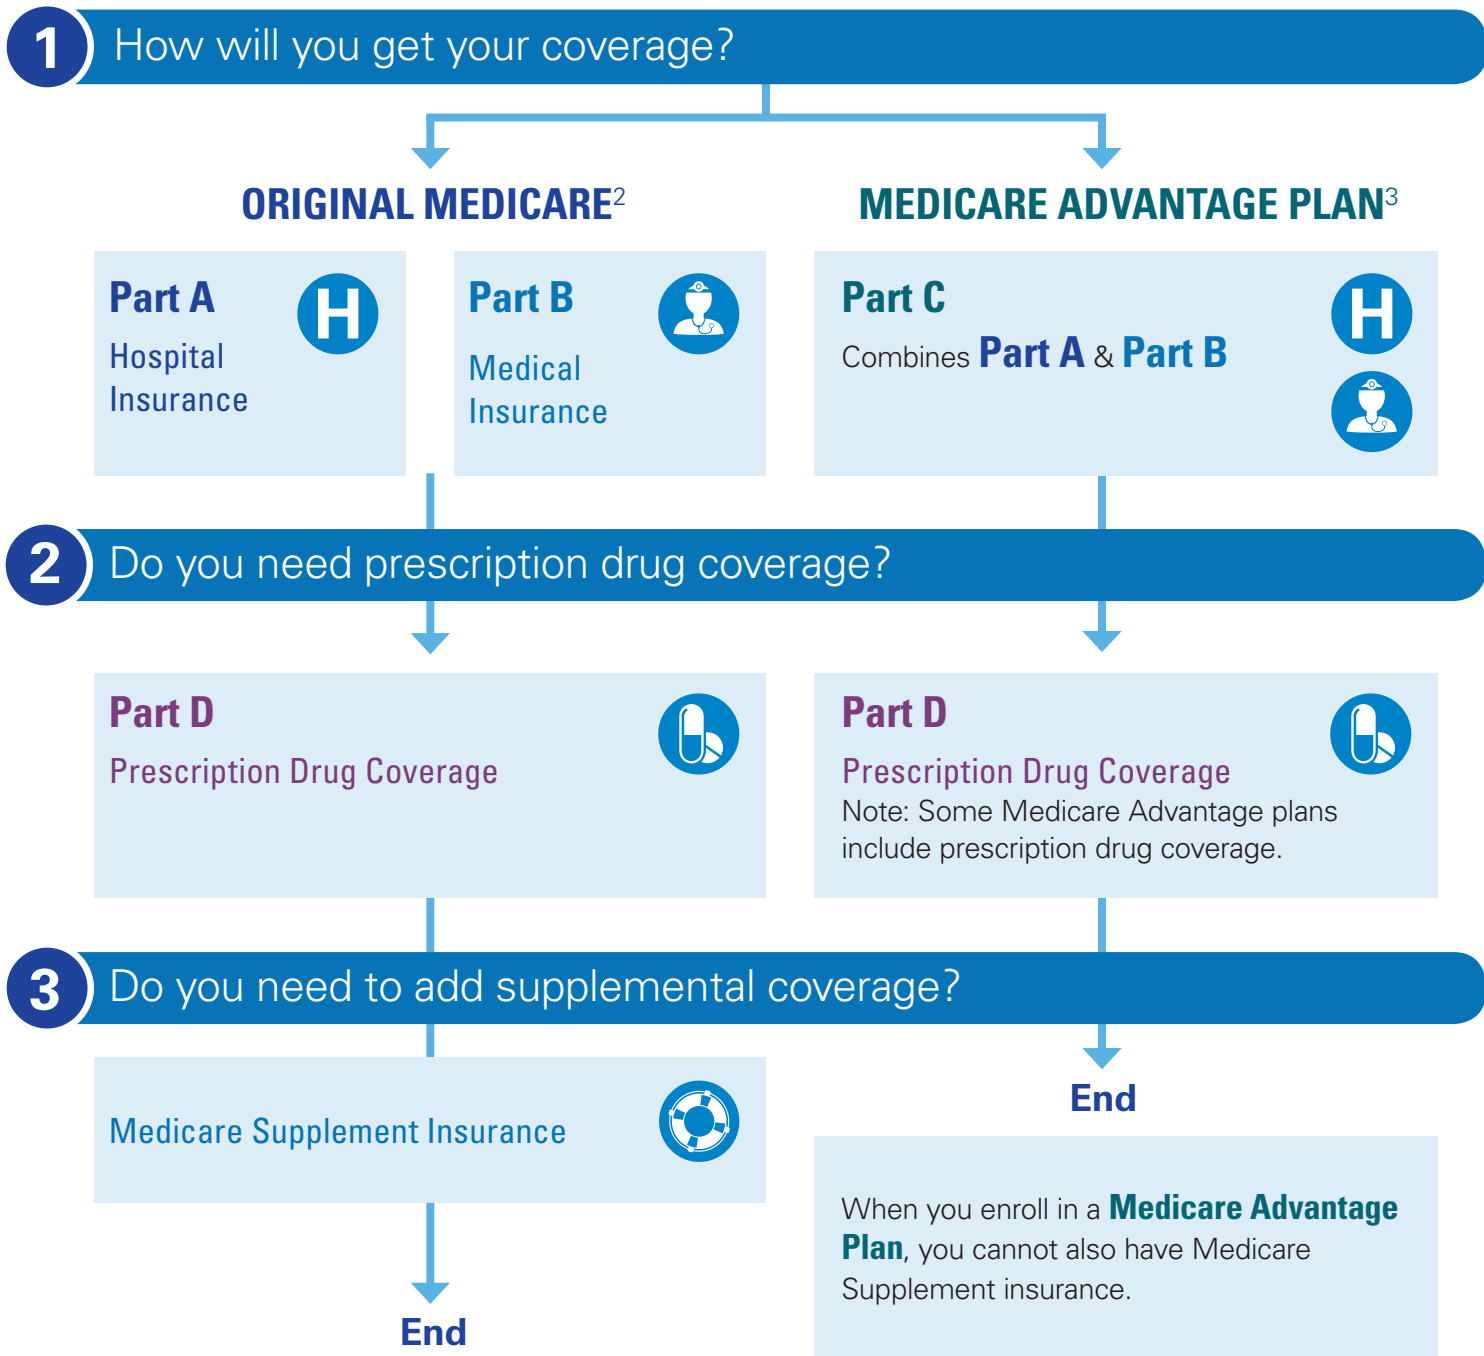 1 How will you get your coverage?
ORIGINAL MEDICARE2
Part A
Hospital
Insurance
H
Part B
Medical
Insurance
MEDICARE ADVANTAGE PLAN3
Part C
Combines Part A & Part B
H
2 Do you need prescription drug coverage?
Part D
Prescription Drug Coverage
Part D
Prescription Drug Coverage
Note: Some Medicare Advantage plans
include prescription drug coverage.
3 Do you need to add supplemental coverage?
Medicare Supplement Insurance
End
End
When you enroll in a Medicare Advantage
Plan, you cannot also have Medicare
Supplement insurance.